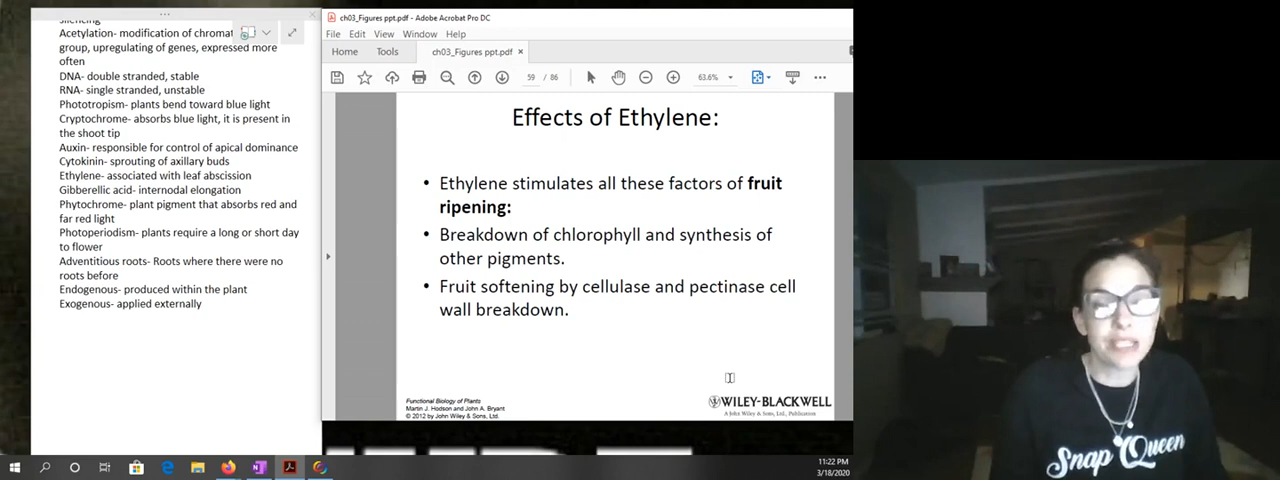 silencing
Acetylation- modification of chromat
group, upregulating of genes, expressed more
often
DNA- double stranded, stable
RNA- single stranded, unstable
Phototropism- plants bend toward blue light
Cryptochrome- absorbs blue light, it is present in
the shoot tip
Auxin- responsible for control of apical dominance
Cytokinin- sprouting of axillary buds
Ethylene- associated with leaf abscission
Gibberellic acid- internodal elongation
Phytochrome- plant pigment that absorbs red and
far red light
Photoperiodism- plants require a long or short day
to flower
Adventitious roots- Roots where there were no
roots before
Endogenous- produced within the plant
Exogenous- applied externally
ch03_Figures ppt.pdf - Adobe Acrobat Pro DC
File Edit View Window Help
Home Tools ch03_Figures ppt.pdf ×
59 / 86 63.6%
Effects of Ethylene:
• Ethylene stimulates all these factors of fruit
ripening:
• Breakdown of chlorophyll and synthesis of
other pigments.
• Fruit softening by cellulase and pectinase cell
wall breakdown.
Functional Biology of Plants
Martin J. Hodson and John A. Bryant
© 2012 by John Wiley & Sons, Ltd.
WILEY-BLACKWELL
A John Wiley & Sons, Ltd., Publication
Snap Queen
11:22 PM
3/18/2020